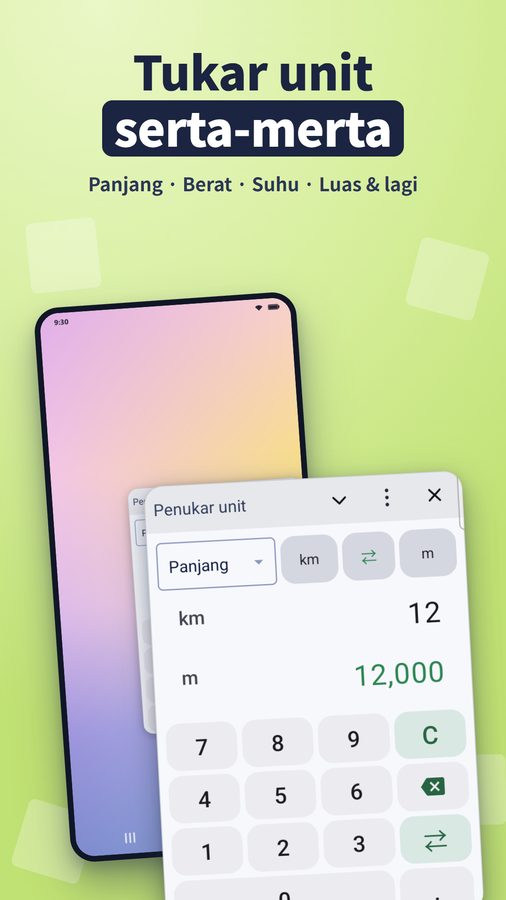 Tukar unit
serta-merta
Panjang · Berat · Suhu · Luas & lagi
9:30
Penukar unit
Panjang
km
m
km
12
m
12,000
7 8 9 C
4 5 6
1 2 3
0 .